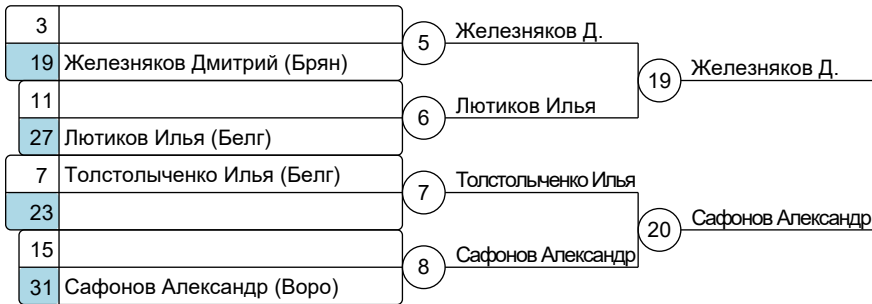 3
19 Железняков Дмитрий (Брян)
5 Железняков Д.
11
27 Лютиков Илья (Белг)
6 Лютиков Илья
19 Железняков Д.
7 Толстолыченко Илья (Белг)
23
7 Толстолыченко Илья
15
31 Сафонов Александр (Воро)
8 Сафонов Александр
20 Сафонов Александр